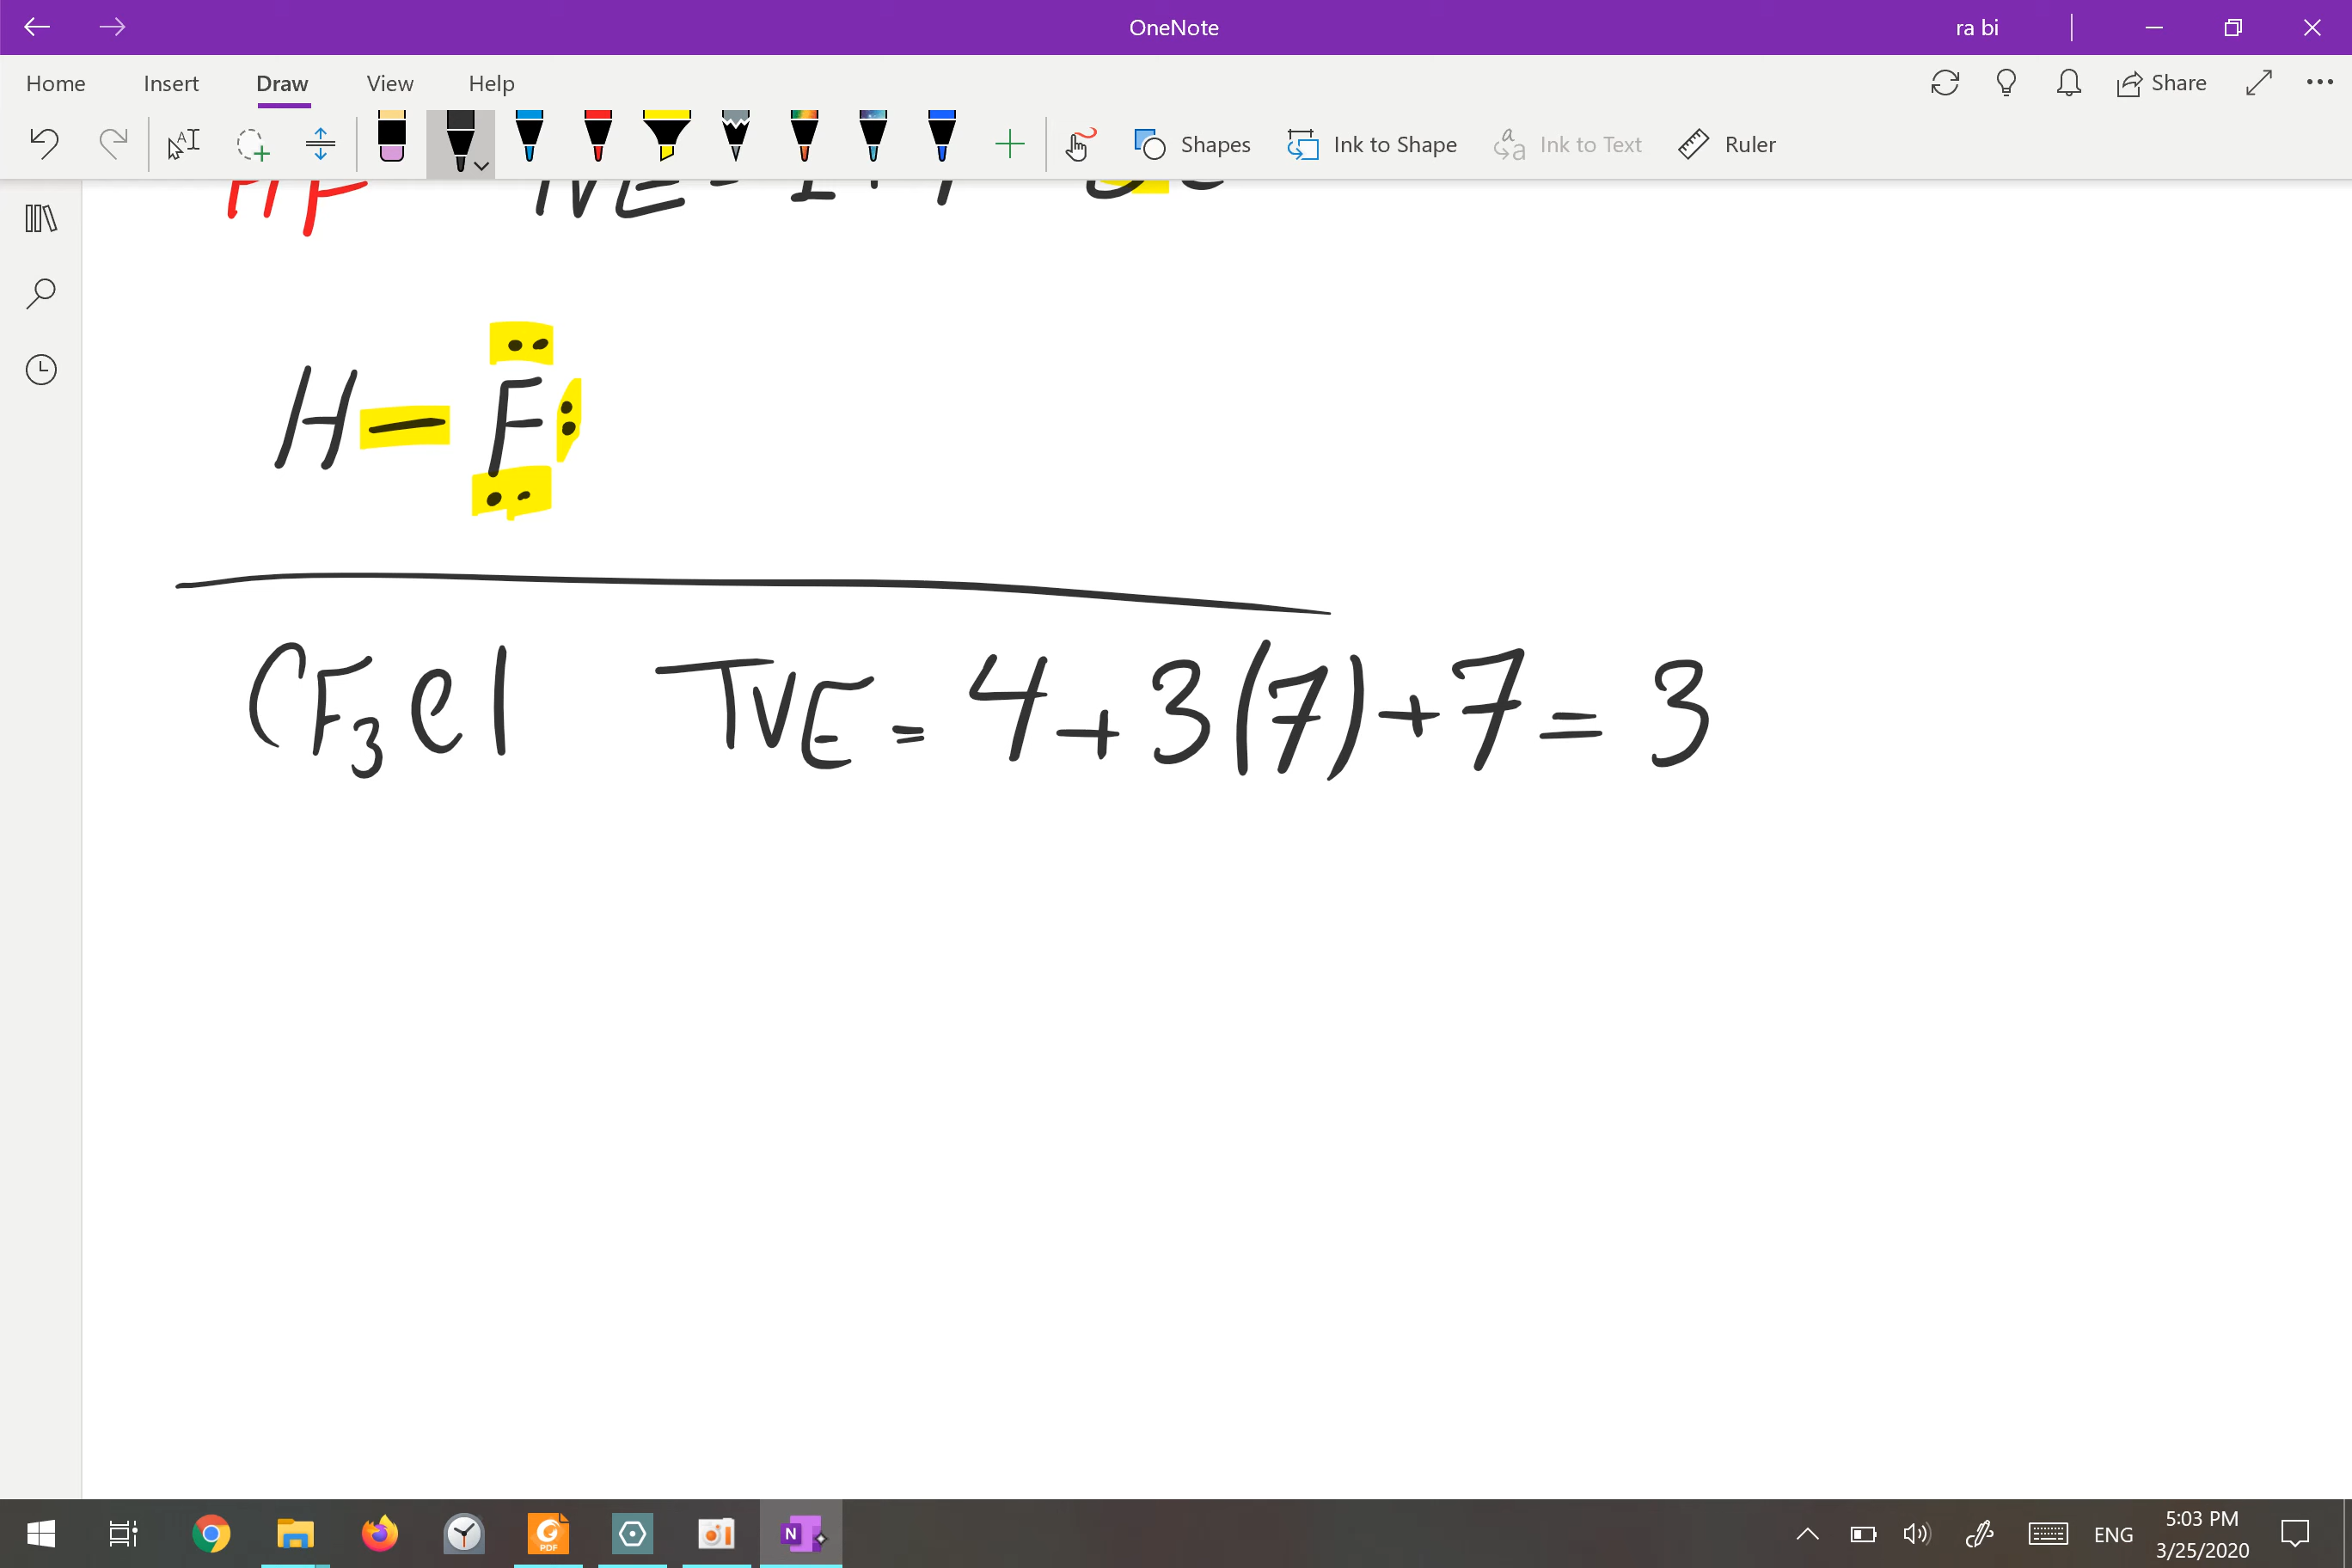 OneNote
ra bi
Home Insert Draw View Help
Share
Shapes Ink to Shape Ink to Text Ruler
H — F
CF₃Cl TVE = 4 + 3(7) + 7 = 3
ENG
5:03 PM
3/25/2020